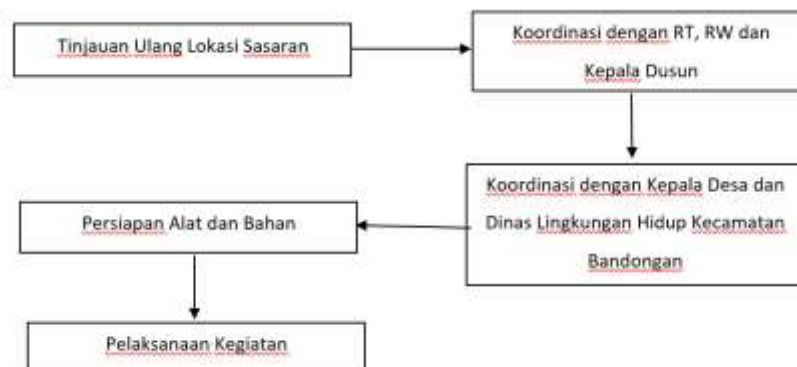 Tinjauan Ulang Lokasi Sasaran
Koordinasi dengan RT, RW dan
Kepala Dusun
Koordinasi dengan Kepala Desa dan
Dinas Lingkungan Hidup Kecamatan
Bandongan
Persiapan Alat dan Bahan
Pelaksanaan Kegiatan